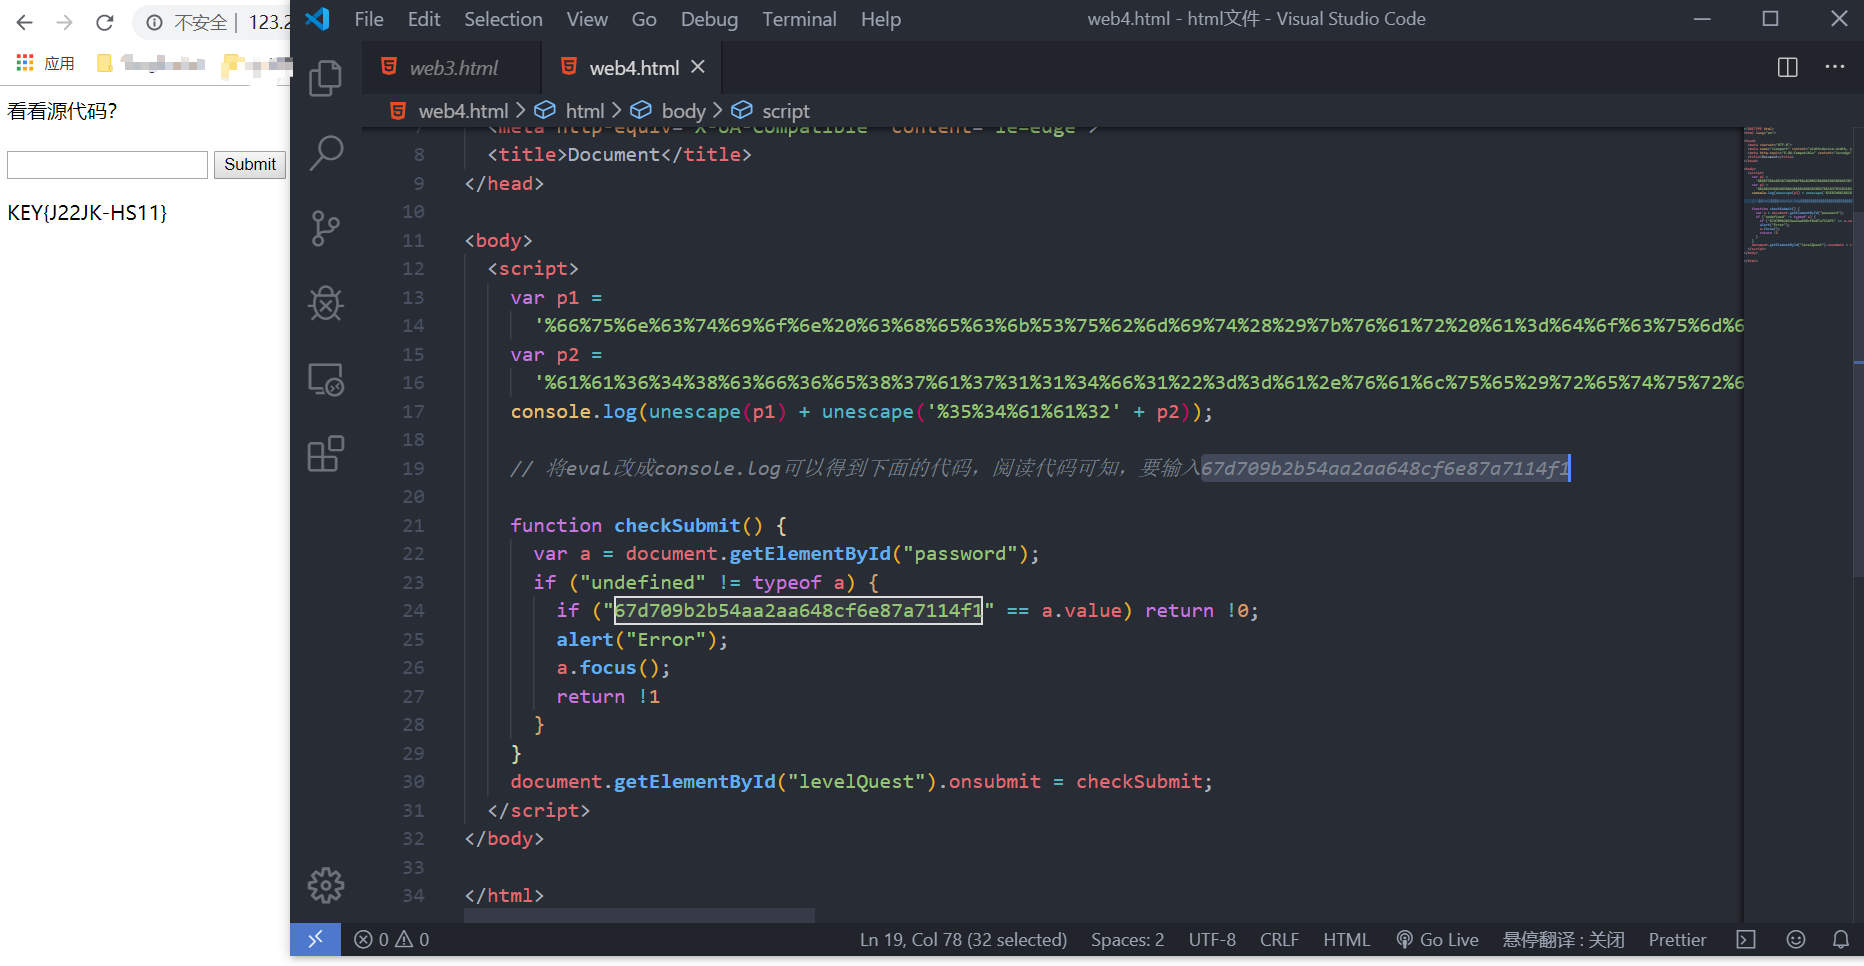 不安全 | 123.2
应用
看看源代码?
Submit
KEY{J22JK-HS11}
File Edit Selection View Go Debug Terminal Help
web4.html - html文件 - Visual Studio Code
web3.html
web4.html
web4.html > html > body > script
7 <meta http-equiv="X-UA-Compatible" content="ie=edge">
8 <title>Document</title>
9 </head>
10
11 <body>
12 <script>
13 var p1 =
14 '%66%75%6e%63%74%69%6f%6e%20%63%68%65%63%6b%53%75%62%6d%69%74%28%29%7b%76%61%72%20%61%3d%64%6f%63%75%6d%6
15 var p2 =
16 '%61%61%36%34%38%63%66%36%65%38%37%61%37%31%31%34%66%31%22%3d%3d%61%2e%76%61%6c%75%65%29%72%65%74%75%72%6
17 console.log(unescape(p1) + unescape('%35%34%61%61%32' + p2));
18
19 // 将eval改成console.log可以得到下面的代码，阅读代码可知，要输入67d709b2b54aa2aa648cf6e87a7114f1
20
21 function checkSubmit() {
22 var a = document.getElementById("password");
23 if ("undefined" != typeof a) {
24 if ("67d709b2b54aa2aa648cf6e87a7114f1" == a.value) return !0;
25 alert("Error");
26 a.focus();
27 return !1
28 }
29 }
30 document.getElementById("levelQuest").onsubmit = checkSubmit;
31 </script>
32 </body>
33
34 </html>
0 0 Ln 19, Col 78 (32 selected) Spaces: 2 UTF-8 CRLF HTML Go Live 悬停翻译 : 关闭 Prettier